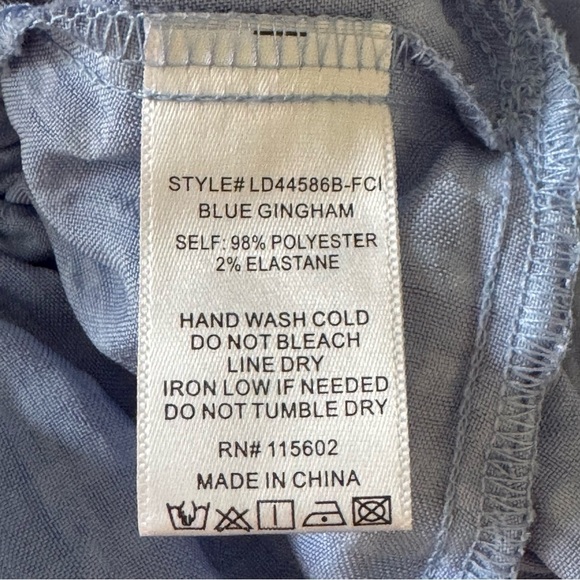 STYLE# LD44586B-FCI
BLUE GINGHAM
SELF: 98% POLYESTER
2% ELASTANE
HAND WASH COLD
DO NOT BLEACH
LINE DRY
IRON LOW IF NEEDED
DO NOT TUMBLE DRY
RN# 115602
MADE IN CHINA